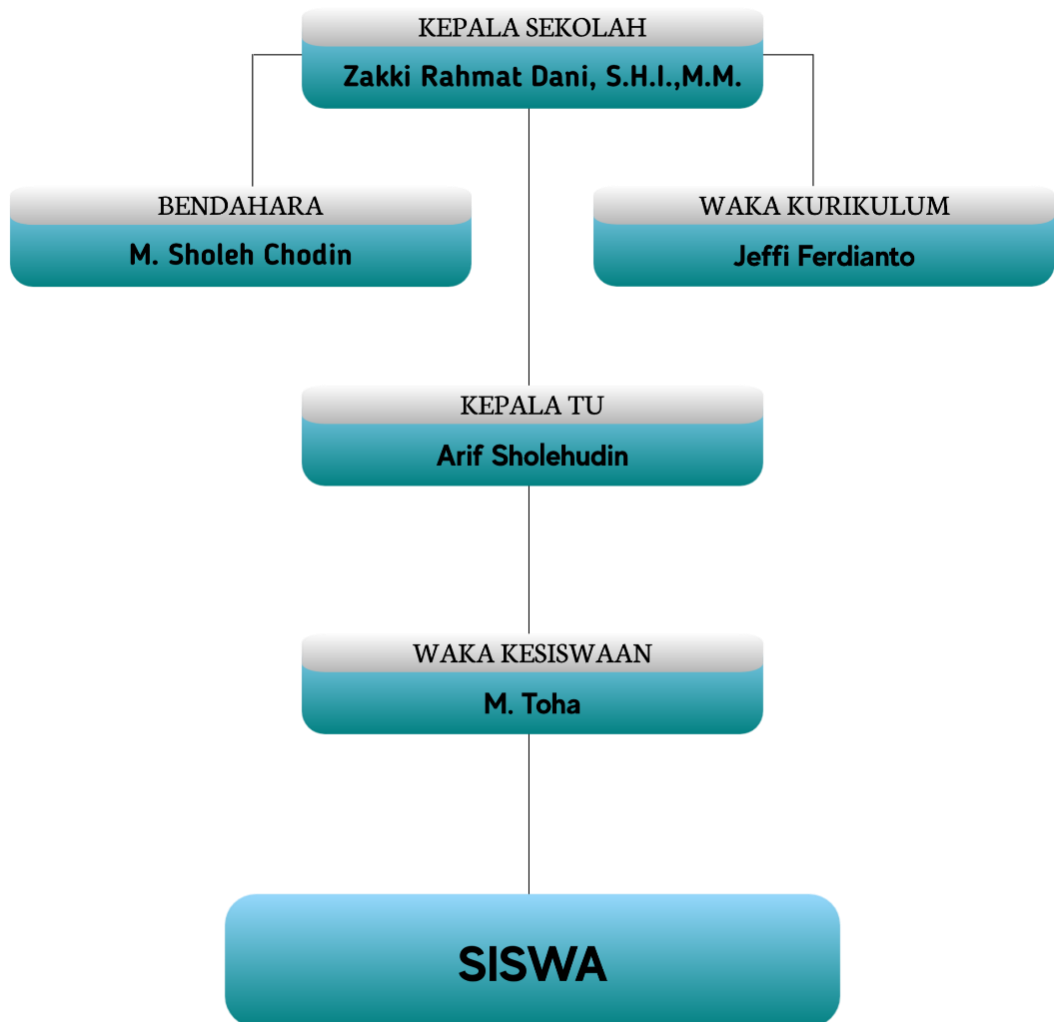 KEPALA SEKOLAH
Zakki Rahmat Dani, S.H.I.,M.M.
BENDAHARA
M. Sholeh Chodin
WAKA KURIKULUM
Jeffi Ferdianto
KEPALA TU
Arif Sholehudin
WAKA KESISWAAN
M. Toha
SISWA